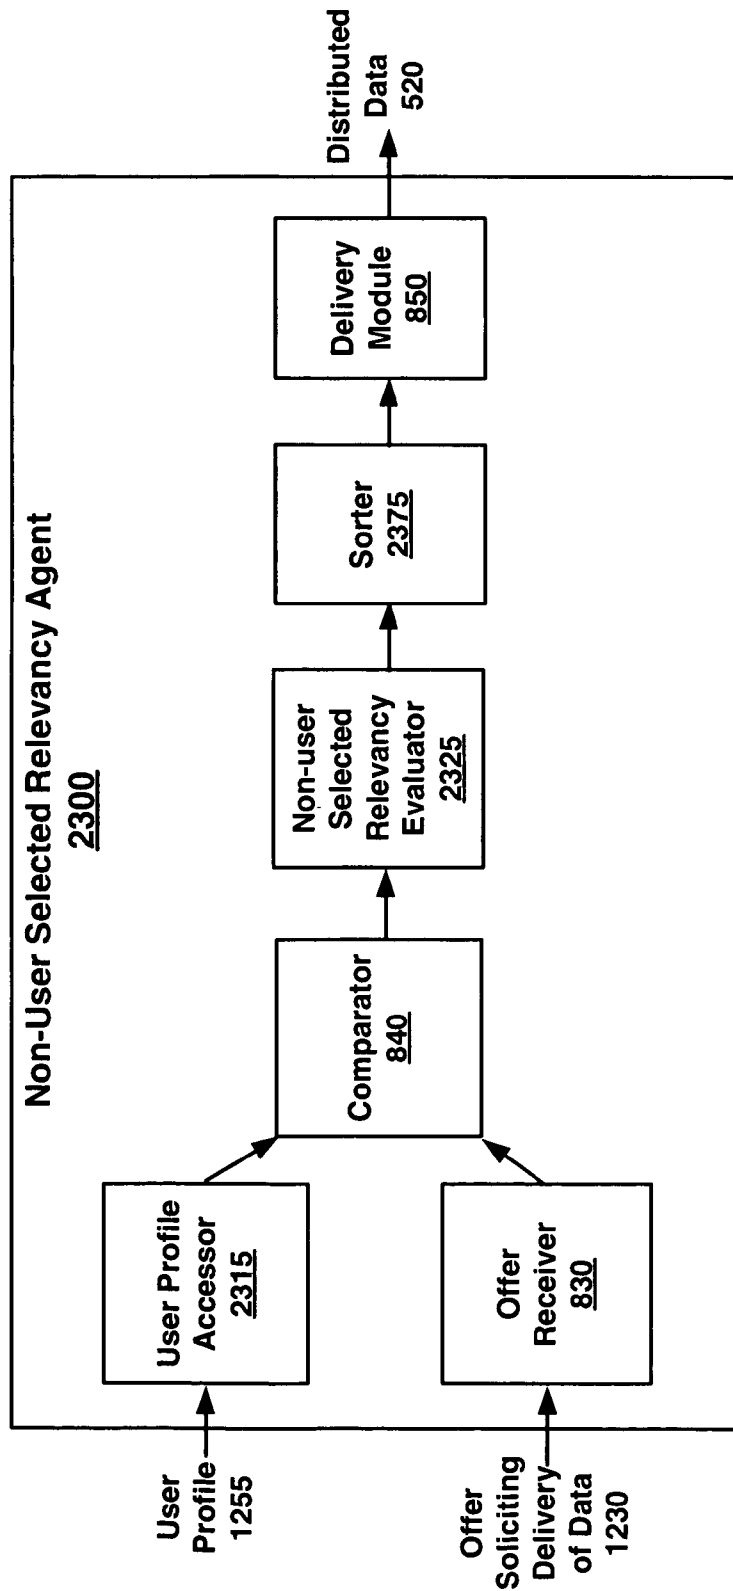 Non-User Selected Relevancy Agent
2300
User
Profile
1255
User Profile
Accessor
2315
Offer
Soliciting
Delivery
of Data
1230
Offer
Receiver
830
Comparator
840
Non-user
Selected
Relevancy
Evaluator
2325
Sorter
2375
Delivery
Module
850
Distributed
Data
520